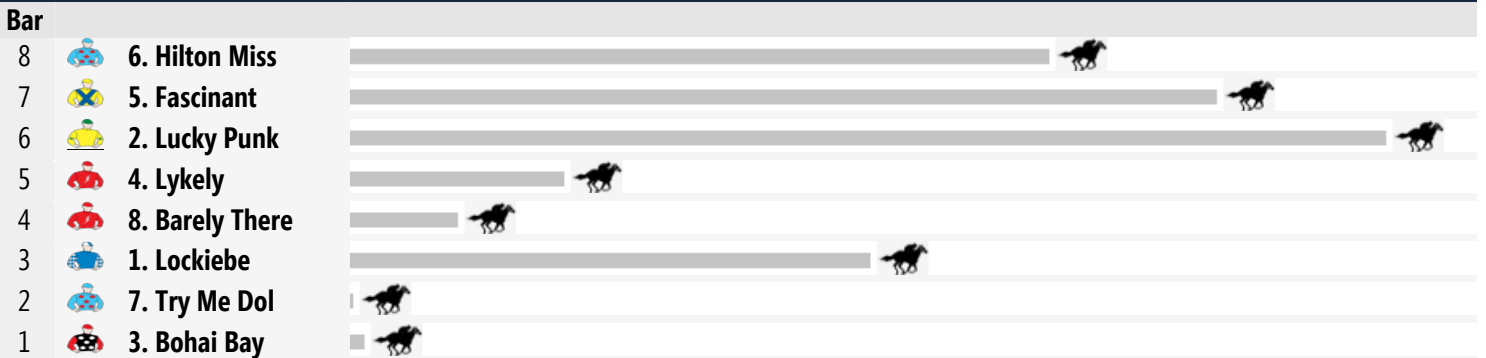 Bar
8 6. Hilton Miss
7 5. Fascinant
6 2. Lucky Punk
5 4. Lykely
4 8. Barely There
3 1. Lockiebe
2 7. Try Me Dol
1 3. Bohai Bay